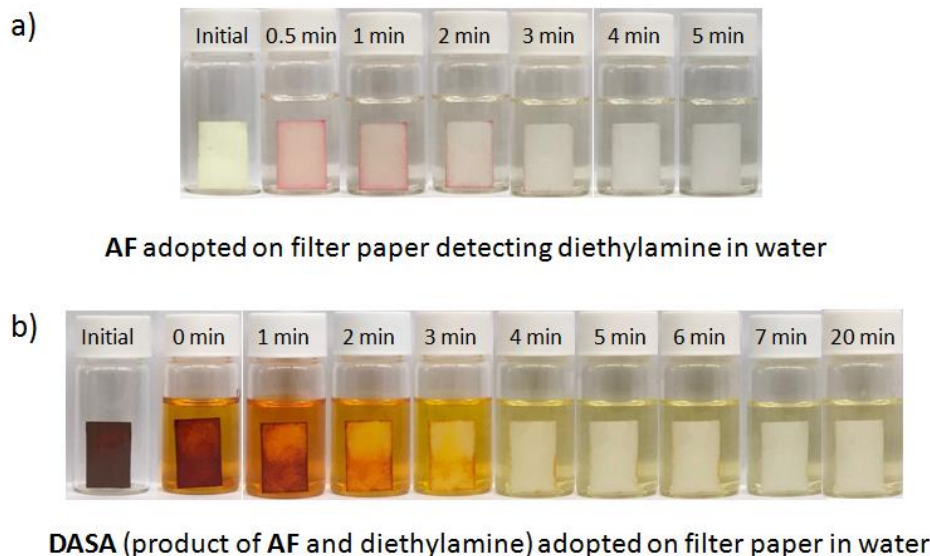 a)
Initial 0.5 min 1 min 2 min 3 min 4 min 5 min
AF adopted on filter paper detecting diethylamine in water
b)
Initial 0 min 1 min 2 min 3 min 4 min 5 min 6 min 7 min 20 min
DASA (product of AF and diethylamine) adopted on filter paper in water